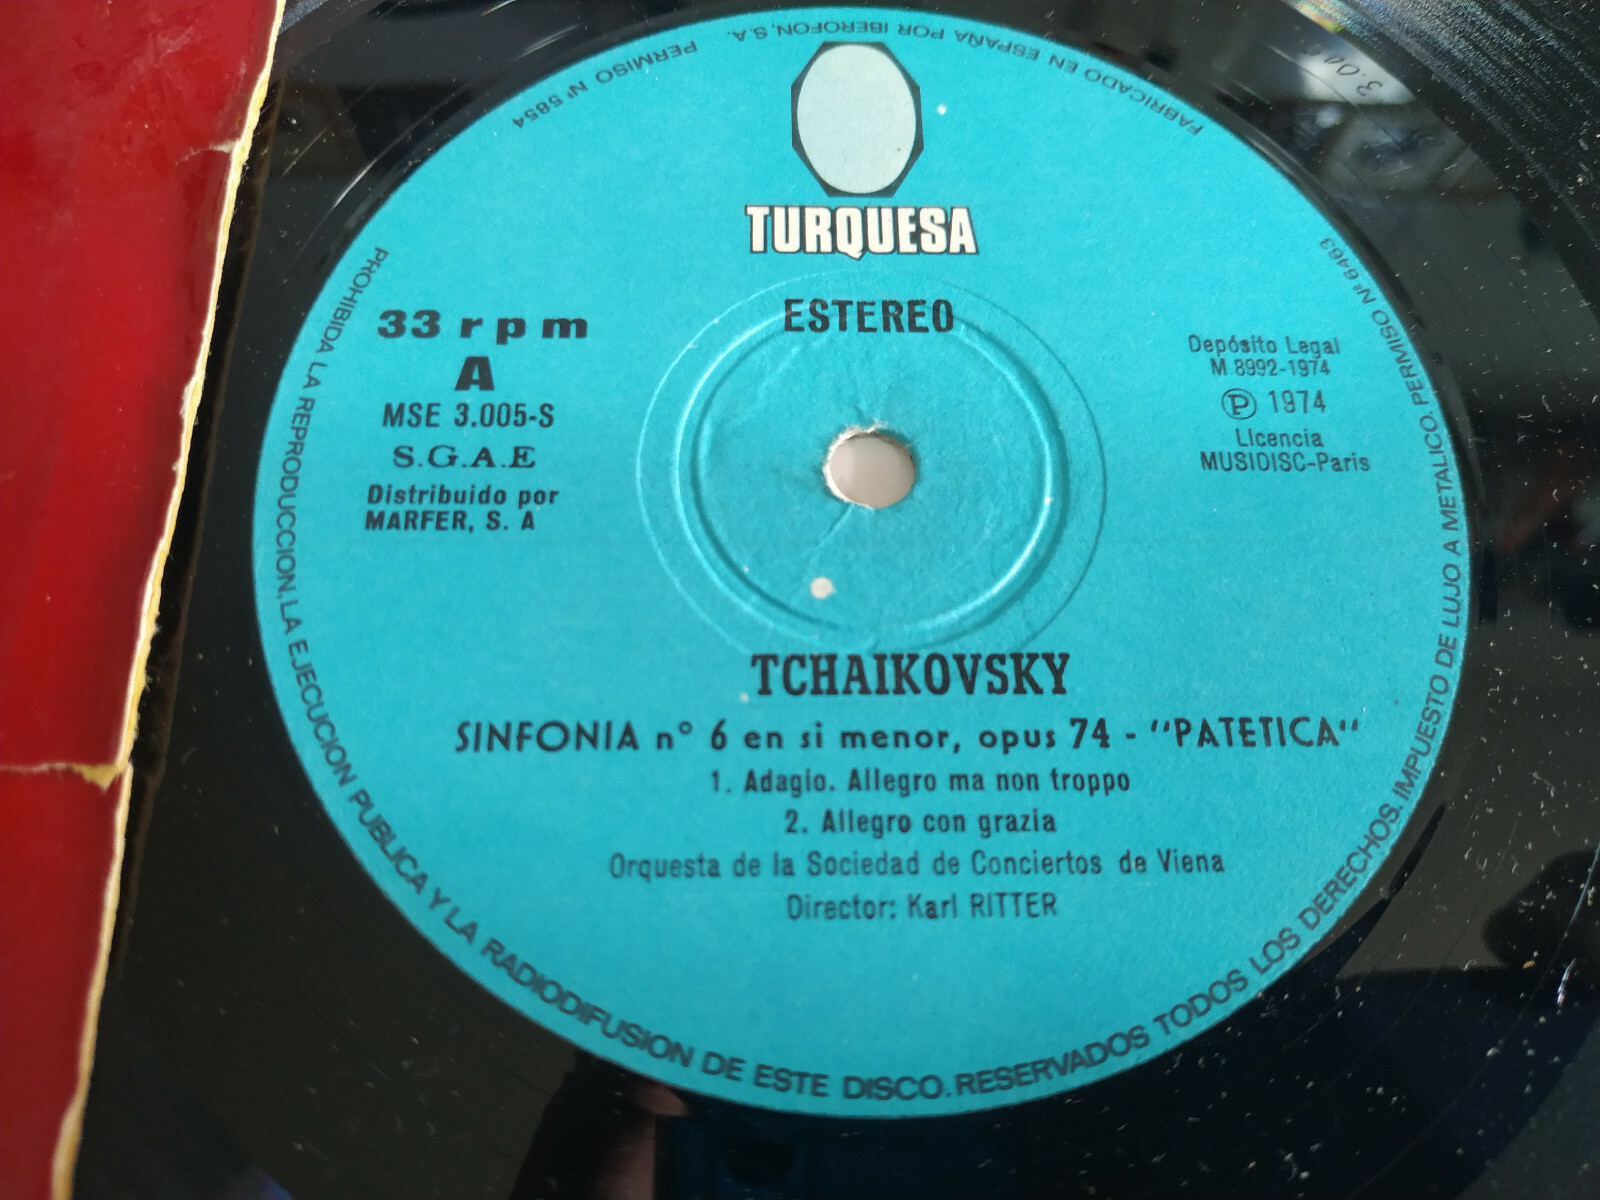 FABRICADO EN ESPAÑA POR IBEROFON, S.A. PERMISO Nº 5854
TURQUESA
ESTEREO
33 rpm
A
MSE 3.005-S
S.G.A.E
Distribuido por
MARFER, S. A
Depósito Legal
M 8992-1974
Ⓟ 1974
Licencia
MUSIDISC-Paris
TCHAIKOVSKY
SINFONIA nº 6 en si menor, opus 74 - "PATETICA"
1. Adagio. Allegro ma non troppo
2. Allegro con grazia
Orquesta de la Sociedad de Conciertos de Viena
Director: Karl RITTER
PROHIBIDA LA REPRODUCCION, LA EJECUCION PUBLICA Y LA RADIODIFUSION DE ESTE DISCO. RESERVADOS TODOS LOS DERECHOS. IMPUESTO DE LUJO A METALICO. PERMISO Nº 6463